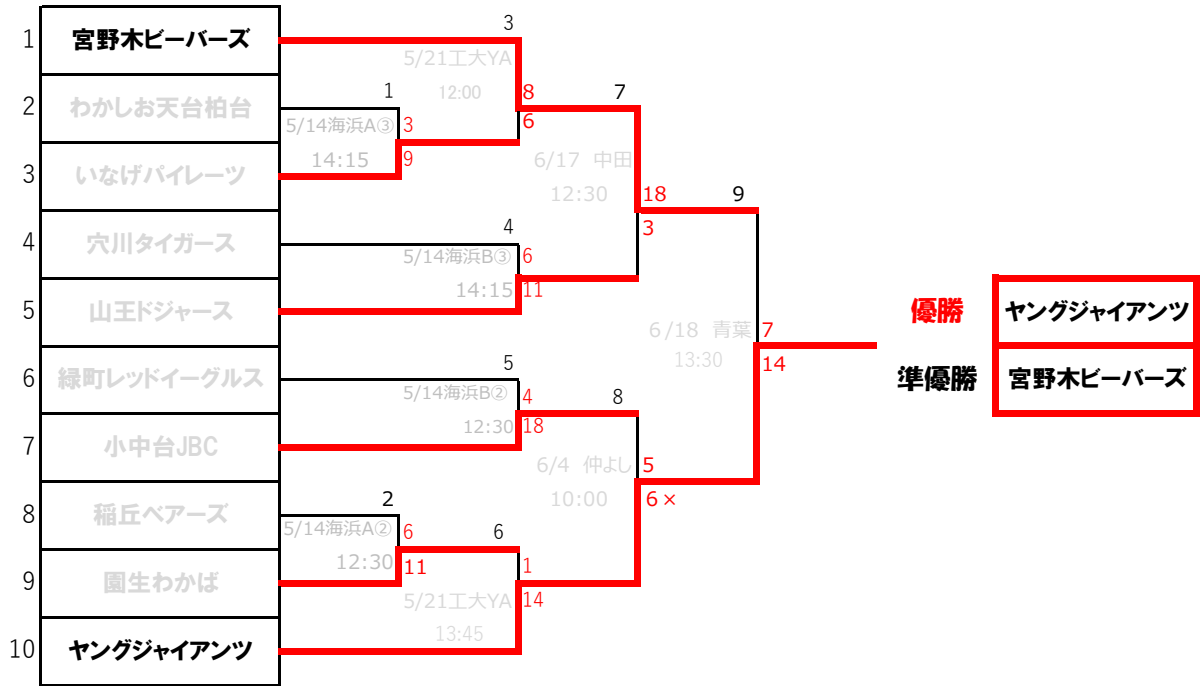 1 宮野木ビーバーズ
2 わかしお天台柏台
3 いなげパイレーツ
4 穴川タイガース
5 山王ドジャース
6 緑町レッドイーグルス
7 小中台JBC
8 稲丘ベアーズ
9 園生わかば
10 ヤングジャイアンツ
1
5/14海浜A③
14:15
3
9
2
5/14海浜A②
12:30
6
11
3
5/21工大YA
12:00
8
6
4
5/14海浜B③
14:15
6
11
5
5/14海浜B②
12:30
4
18
6
5/21工大YA
13:45
1
14
7
6/17 中田
12:30
18
3
8
6/4 仲よし
10:00
5
6×
9
6/18 青葉
13:30
7
14
優勝 ヤングジャイアンツ
準優勝 宮野木ビーバーズ